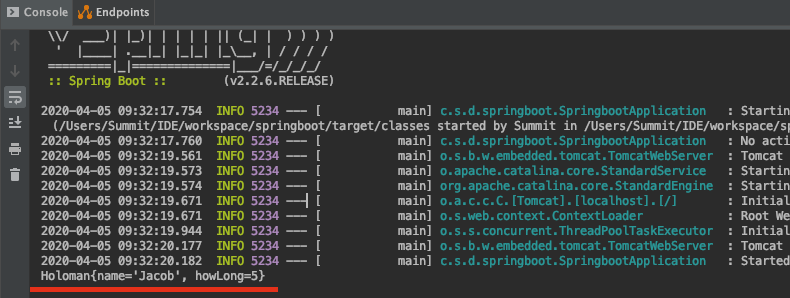 Console Endpoints
\\/  ___)| |_)| | | | | || (_| |  ) ) ) )
'  |____| .__|_| |_|_| |_\__, | / / / /
=========|_|==============|___/=/_/_/_/
:: Spring Boot ::        (v2.2.6.RELEASE)
2020-04-05 09:32:17.754  INFO 5234 --- [           main] c.s.d.springboot.SpringbootApplication   : Startin
(/Users/Summit/IDE/workspace/springboot/target/classes started by Summit in /Users/Summit/IDE/workspace/sp
2020-04-05 09:32:17.760  INFO 5234 --- [           main] c.s.d.springboot.SpringbootApplication   : No acti
2020-04-05 09:32:19.561  INFO 5234 --- [           main] o.s.b.w.embedded.tomcat.TomcatWebServer  : Tomcat
2020-04-05 09:32:19.573  INFO 5234 --- [           main] o.apache.catalina.core.StandardService   : Startin
2020-04-05 09:32:19.574  INFO 5234 --- [           main] org.apache.catalina.core.StandardEngine  : Startin
2020-04-05 09:32:19.671  INFO 5234 --- [           main] o.a.c.c.C.[Tomcat].[localhost].[/]       : Initial
2020-04-05 09:32:19.671  INFO 5234 --- [           main] o.s.web.context.ContextLoader            : Root We
2020-04-05 09:32:19.944  INFO 5234 --- [           main] o.s.s.concurrent.ThreadPoolTaskExecutor  : Initial
2020-04-05 09:32:20.177  INFO 5234 --- [           main] o.s.b.w.embedded.tomcat.TomcatWebServer  : Tomcat
2020-04-05 09:32:20.182  INFO 5234 --- [           main] c.s.d.springboot.SpringbootApplication   : Started
Holoman{name='Jacob', howLong=5}